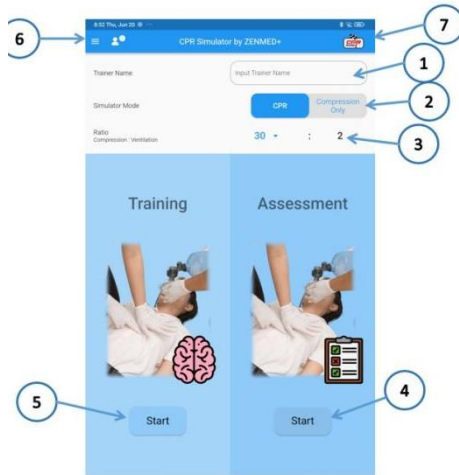 8:52 Thu, Jun 20
CPR Simulator by ZENMED+
CPR
7
6
Trainer Name
Input Trainer Name
1
Simulator Mode
CPR
Compression
Only
2
Ratio
Compression : Ventilation
30 : 2
3
Training
Assessment
5
Start
Start
4